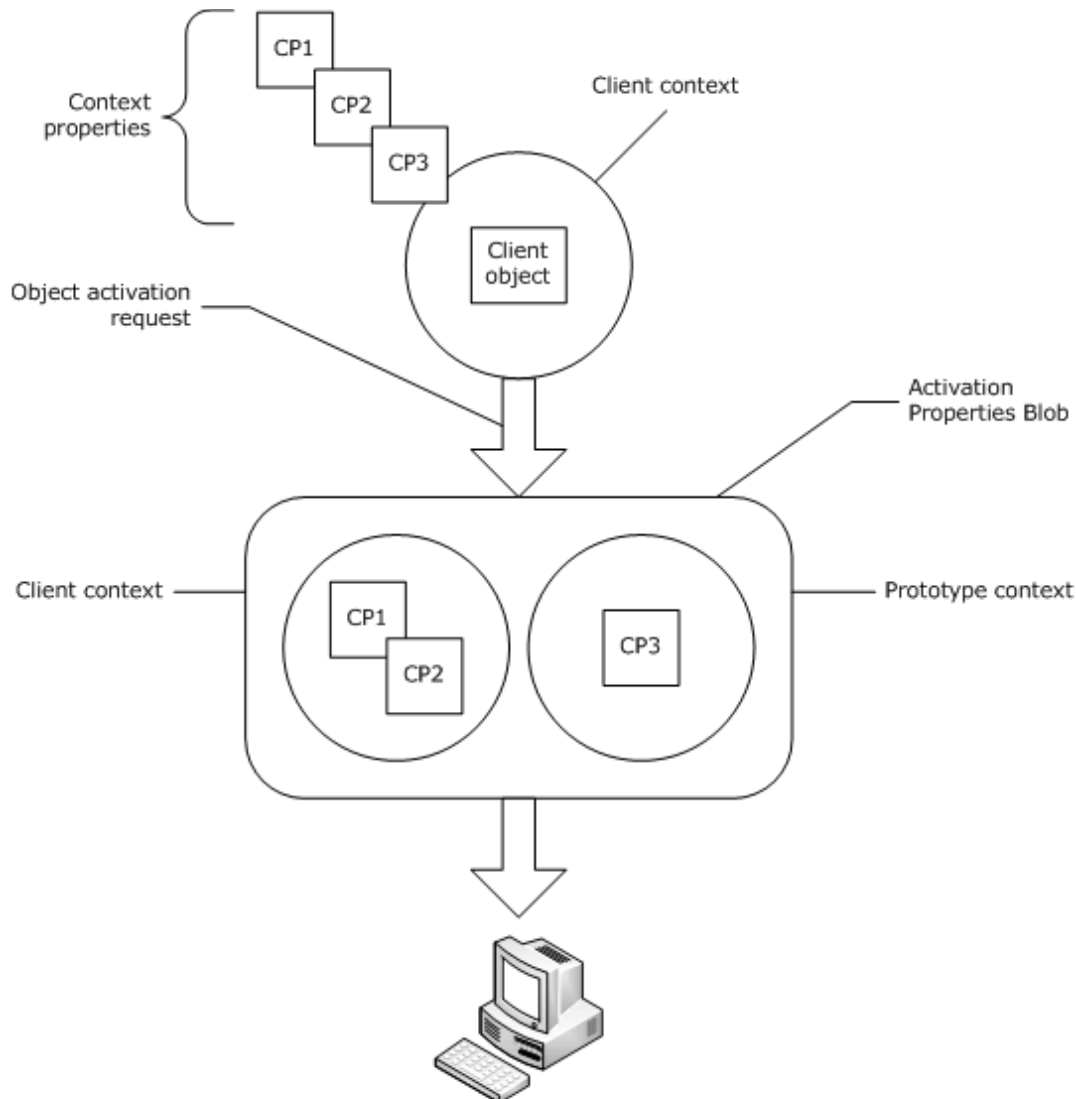 CP1
Context
properties
CP2
Client context
CP3
Client
object
Object activation
request
Activation
Properties Blob
Client context
CP1
CP2
CP3
Prototype context